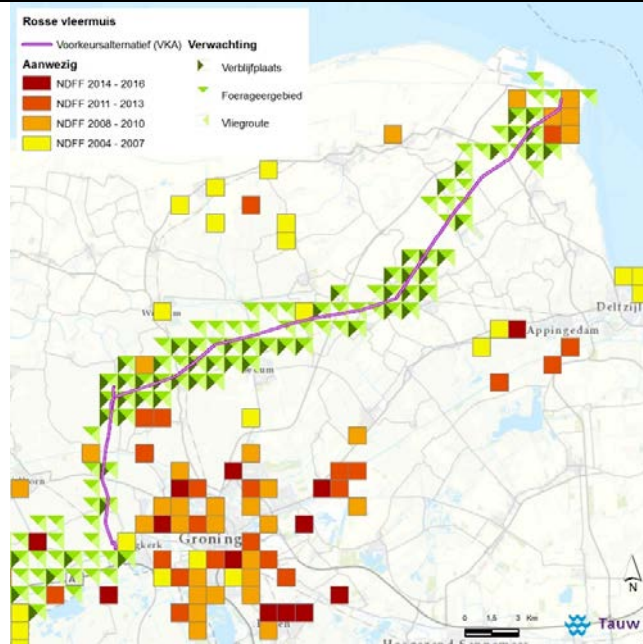 Rosse vleermuis
Voorkeursalternatief (VKA)
Verwachting
Aanwezig
NDFF 2014 - 2016
NDFF 2011 - 2013
NDFF 2008 - 2010
NDFF 2004 - 2007
Verblijfplaats
Foerageergebied
Vliegroute
Delfzijl
Appingedam
Groning
A
0 1,5 3 Km
N
Tauw